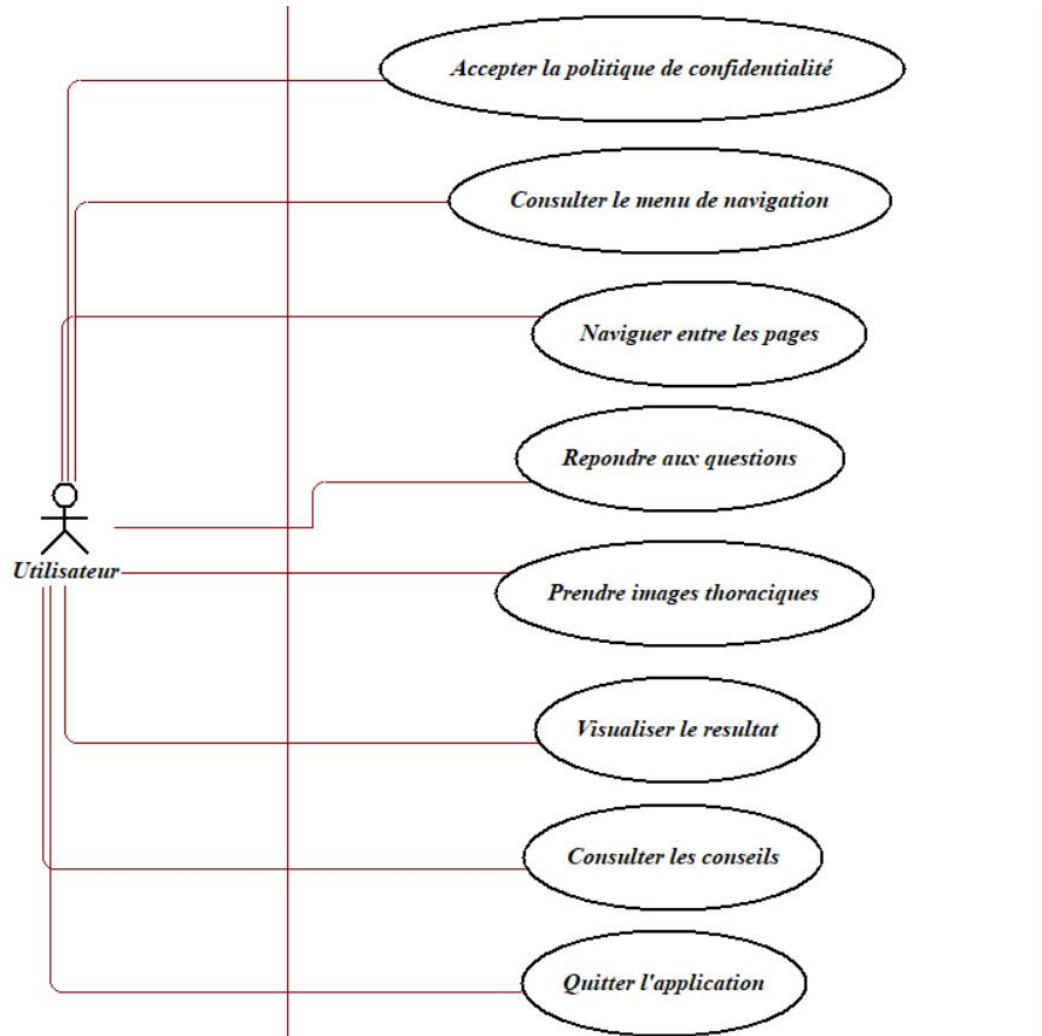 Accepter la politique de confidentialité
Consulter le menu de navigation
Naviguer entre les pages
Repondre aux questions
Utilisateur
Prendre images thoraciques
Visualiser le resultat
Consulter les conseils
Quitter l'application